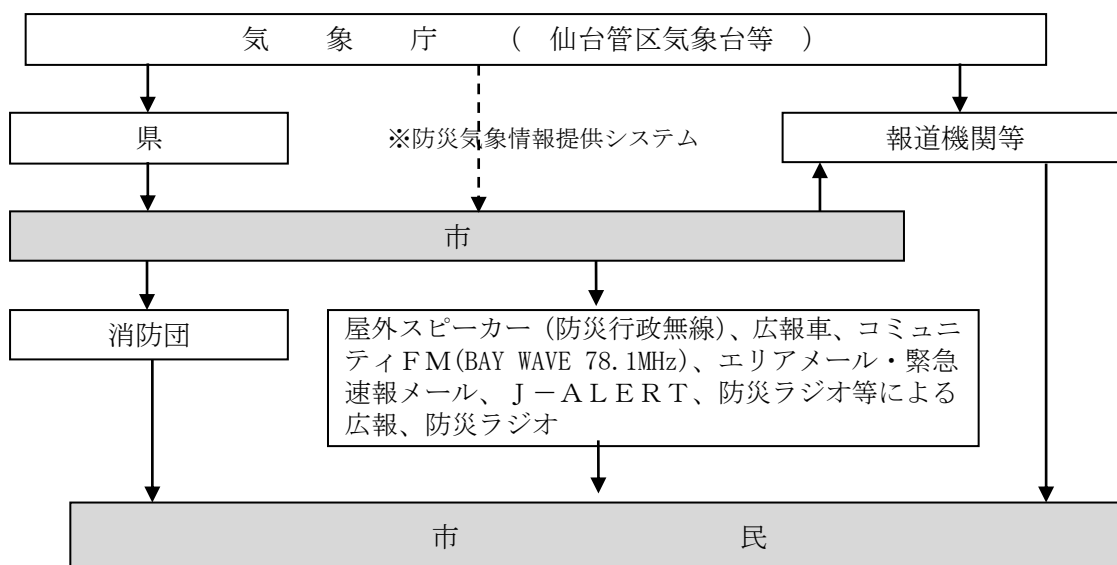 気 象 庁 ( 仙台管区気象台等 )
県
※防災気象情報提供システム
報道機関等
市
消防団
屋外スピーカー（防災行政無線）、広報車、コミュニ
ティＦＭ(BAY WAVE 78.1MHz)、エリアメール・緊急
速報メール、Ｊ－ＡＬＥＲＴ、防災ラジオ等による
広報、防災ラジオ
市 民